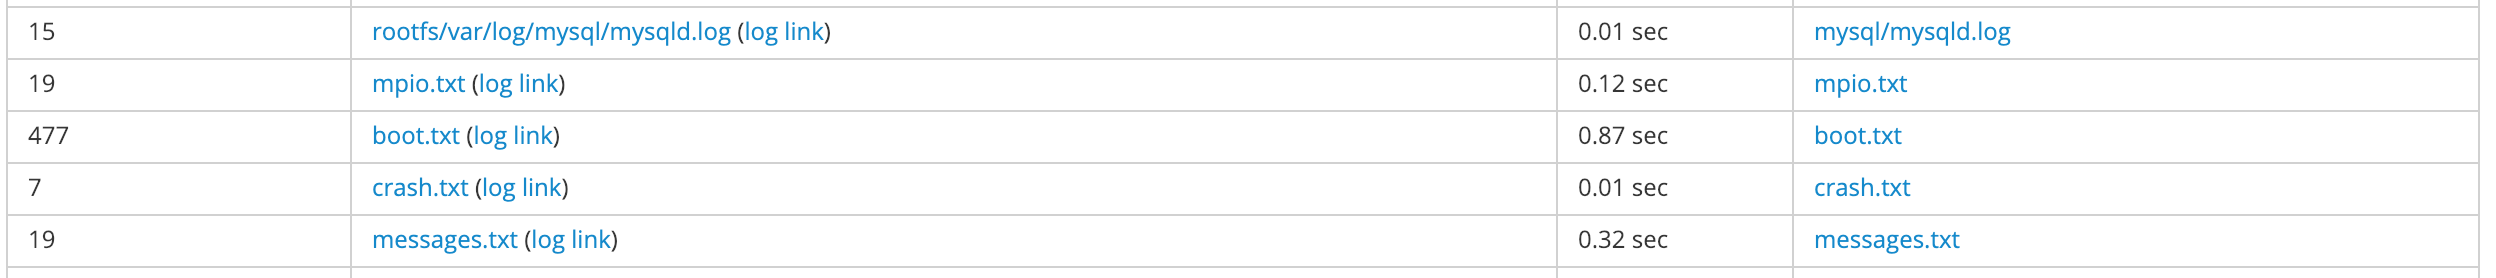 15 rootfs/var/log/mysql/mysqld.log (log link) 0.01 sec mysql/mysqld.log
19 mpio.txt (log link) 0.12 sec mpio.txt
477 boot.txt (log link) 0.87 sec boot.txt
7 crash.txt (log link) 0.01 sec crash.txt
19 messages.txt (log link) 0.32 sec messages.txt